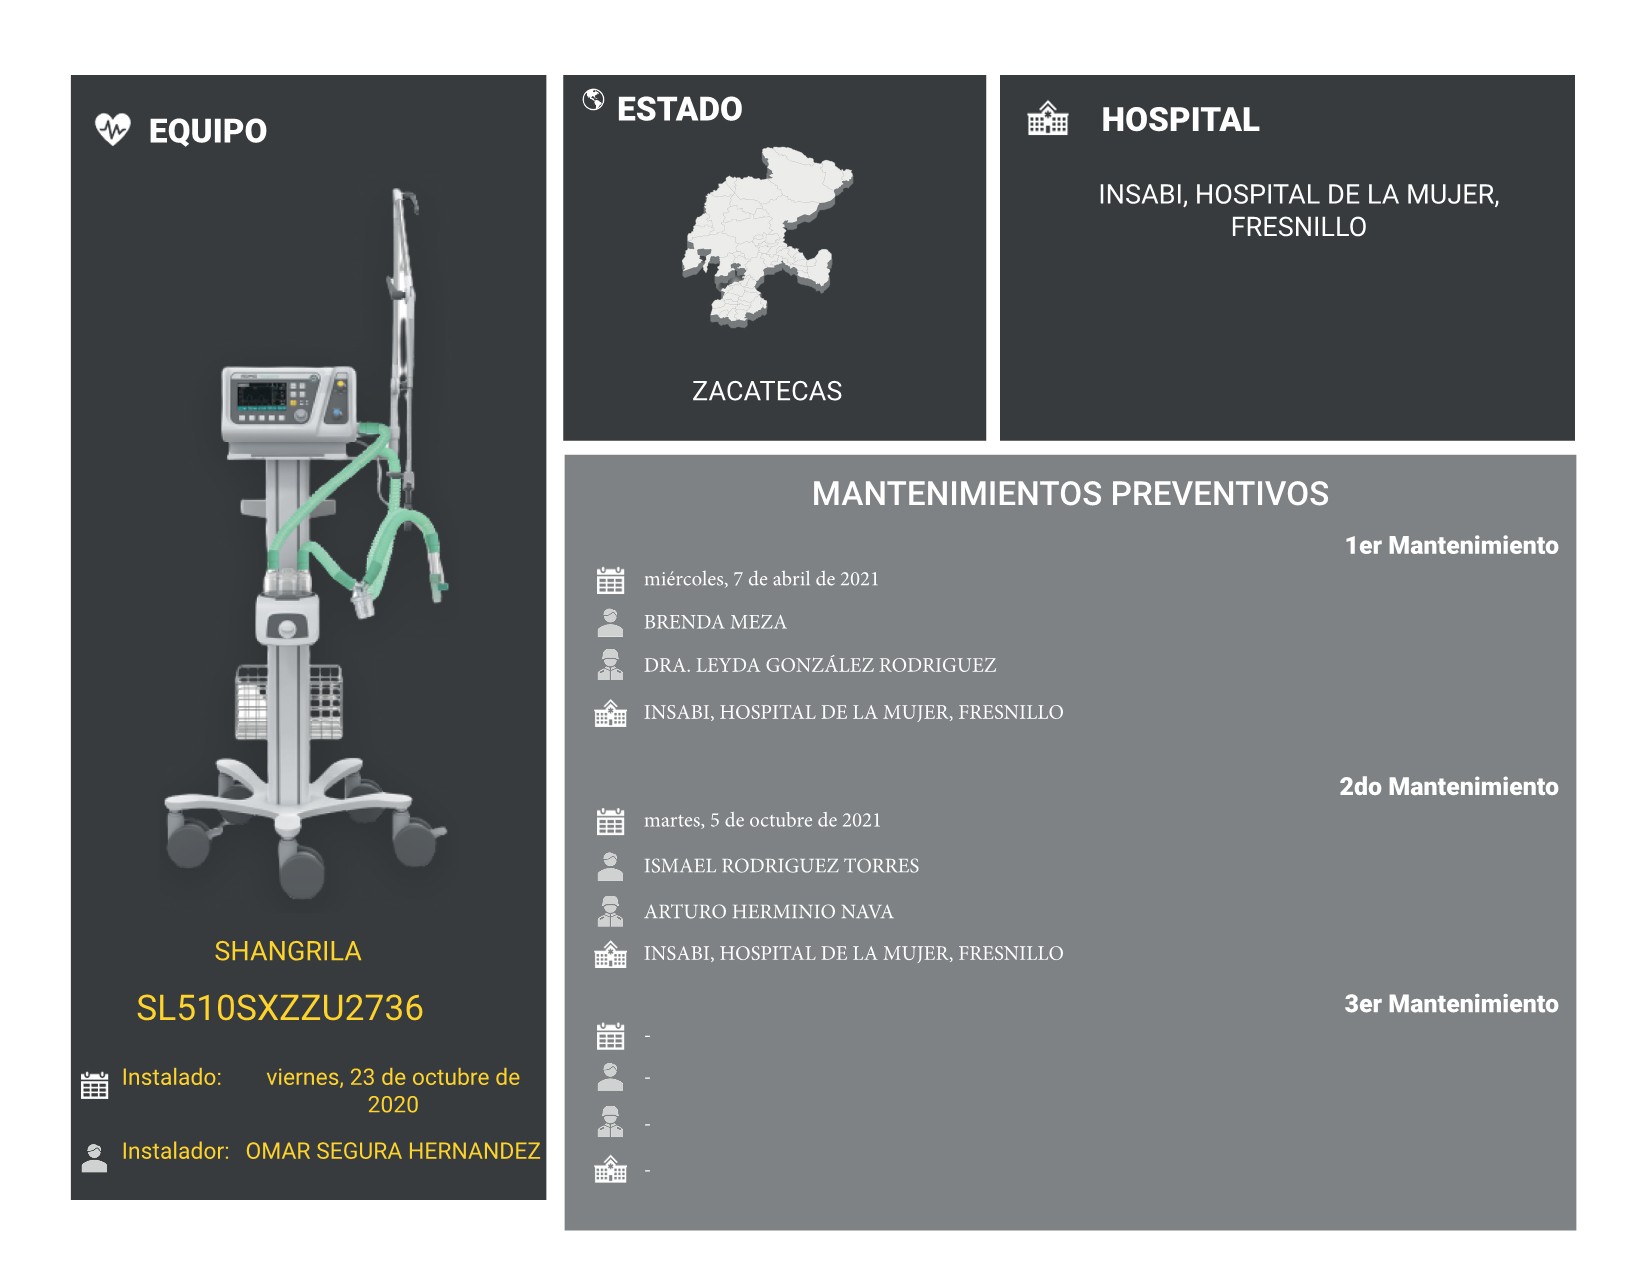 EQUIPO
SHANGRILA
SL510SXZZU2736
Instalado: viernes, 23 de octubre de
2020
Instalador: OMAR SEGURA HERNANDEZ
ESTADO
ZACATECAS
HOSPITAL
INSABI, HOSPITAL DE LA MUJER,
FRESNILLO
MANTENIMIENTOS PREVENTIVOS
1er Mantenimiento
miércoles, 7 de abril de 2021
BRENDA MEZA
DRA. LEYDA GONZÁLEZ RODRIGUEZ
INSABI, HOSPITAL DE LA MUJER, FRESNILLO
2do Mantenimiento
martes, 5 de octubre de 2021
ISMAEL RODRIGUEZ TORRES
ARTURO HERMINIO NAVA
INSABI, HOSPITAL DE LA MUJER, FRESNILLO
3er Mantenimiento
-
-
-
-